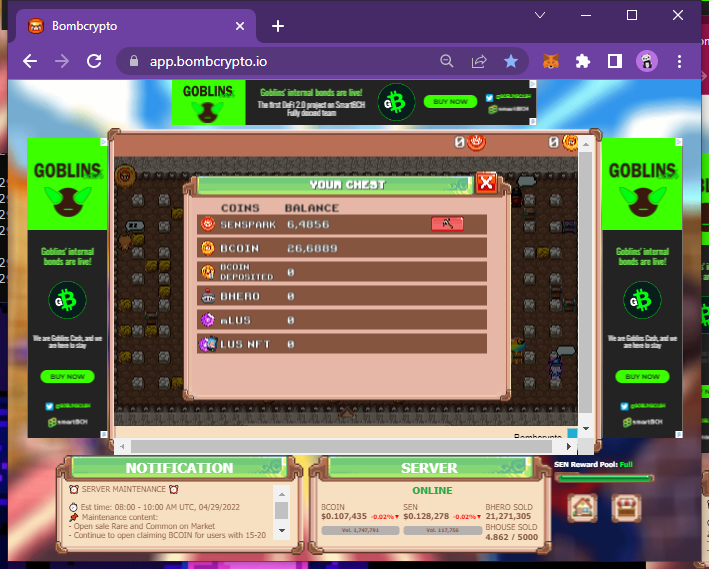 Bombcrypto
app.bombcrypto.io
GOBLINS
Goblins' internal bonds are live!
The first DeFi 2.0 project on SmartBCH
Fully doxxed team
BUY NOW
smartBCH
GOBLINS
Goblins' internal
bonds are live!
We are Goblins Cash, and we
are here to stay
BUY NOW
smartBCH
0
0
YOUR CHEST
COINS BALANCE
SENSPARK 6,4856
BCOIN 26,6889
BCOIN
DEPOSITED 0
BHERO 0
mLUS 0
LUS NFT 0
GOBLINS
Goblins' internal
bonds are live!
We are Goblins Cash, and we
are here to stay
BUY NOW
smartBCH
Bombcrypto
NOTIFICATION
SERVER MAINTENANCE
Est time: 08:00 - 10:00 AM UTC, 04/29/2022
Maintenance content:
- Open sale Rare and Common on Market
- Continue to open claiming BCOIN for users with 15-20
SERVER
ONLINE
BCOIN SEN BHERO SOLD
$0.107,435 -0.02%▼ $0.128,278 -0.04%▼ 21,271,305
BHOUSE SOLD
4.862 / 5000
SEN Reward Pool: Full